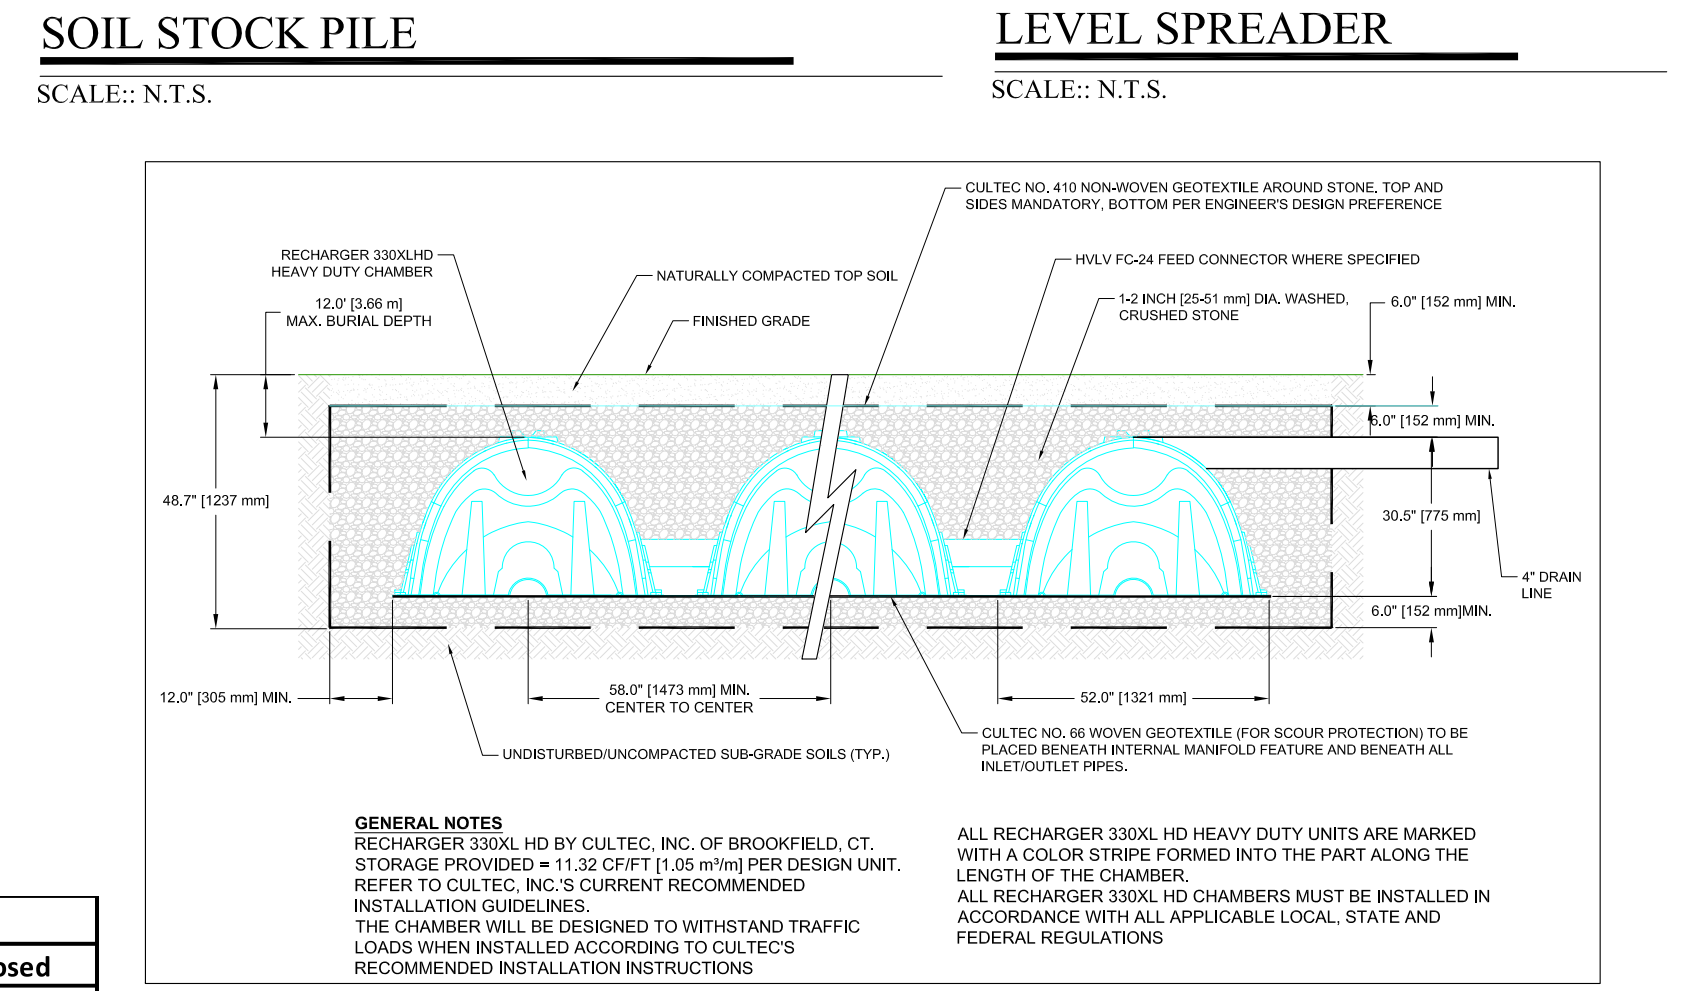 SOIL STOCK PILE
SCALE:: N.T.S.
LEVEL SPREADER
SCALE:: N.T.S.
CULTEC NO. 410 NON-WOVEN GEOTEXTILE AROUND STONE. TOP AND
SIDES MANDATORY, BOTTOM PER ENGINEER'S DESIGN PREFERENCE
RECHARGER 330XLHD
HEAVY DUTY CHAMBER
NATURALLY COMPACTED TOP SOIL
HVLV FC-24 FEED CONNECTOR WHERE SPECIFIED
12.0' [3.66 m]
MAX. BURIAL DEPTH
FINISHED GRADE
1-2 INCH [25-51 mm] DIA. WASHED,
CRUSHED STONE
6.0" [152 mm] MIN.
6.0" [152 mm] MIN.
48.7" [1237 mm]
30.5" [775 mm]
4" DRAIN
LINE
6.0" [152 mm]MIN.
12.0" [305 mm] MIN.
58.0" [1473 mm] MIN.
CENTER TO CENTER
52.0" [1321 mm]
UNDISTURBED/UNCOMPACTED SUB-GRADE SOILS (TYP.)
CULTEC NO. 66 WOVEN GEOTEXTILE (FOR SCOUR PROTECTION) TO BE
PLACED BENEATH INTERNAL MANIFOLD FEATURE AND BENEATH ALL
INLET/OUTLET PIPES.
GENERAL NOTES
RECHARGER 330XL HD BY CULTEC, INC. OF BROOKFIELD, CT.
STORAGE PROVIDED = 11.32 CF/FT [1.05 m³/m] PER DESIGN UNIT.
REFER TO CULTEC, INC.'S CURRENT RECOMMENDED
INSTALLATION GUIDELINES.
THE CHAMBER WILL BE DESIGNED TO WITHSTAND TRAFFIC
LOADS WHEN INSTALLED ACCORDING TO CULTEC'S
RECOMMENDED INSTALLATION INSTRUCTIONS
ALL RECHARGER 330XL HD HEAVY DUTY UNITS ARE MARKED
WITH A COLOR STRIPE FORMED INTO THE PART ALONG THE
LENGTH OF THE CHAMBER.
ALL RECHARGER 330XL HD CHAMBERS MUST BE INSTALLED IN
ACCORDANCE WITH ALL APPLICABLE LOCAL, STATE AND
FEDERAL REGULATIONS
osed